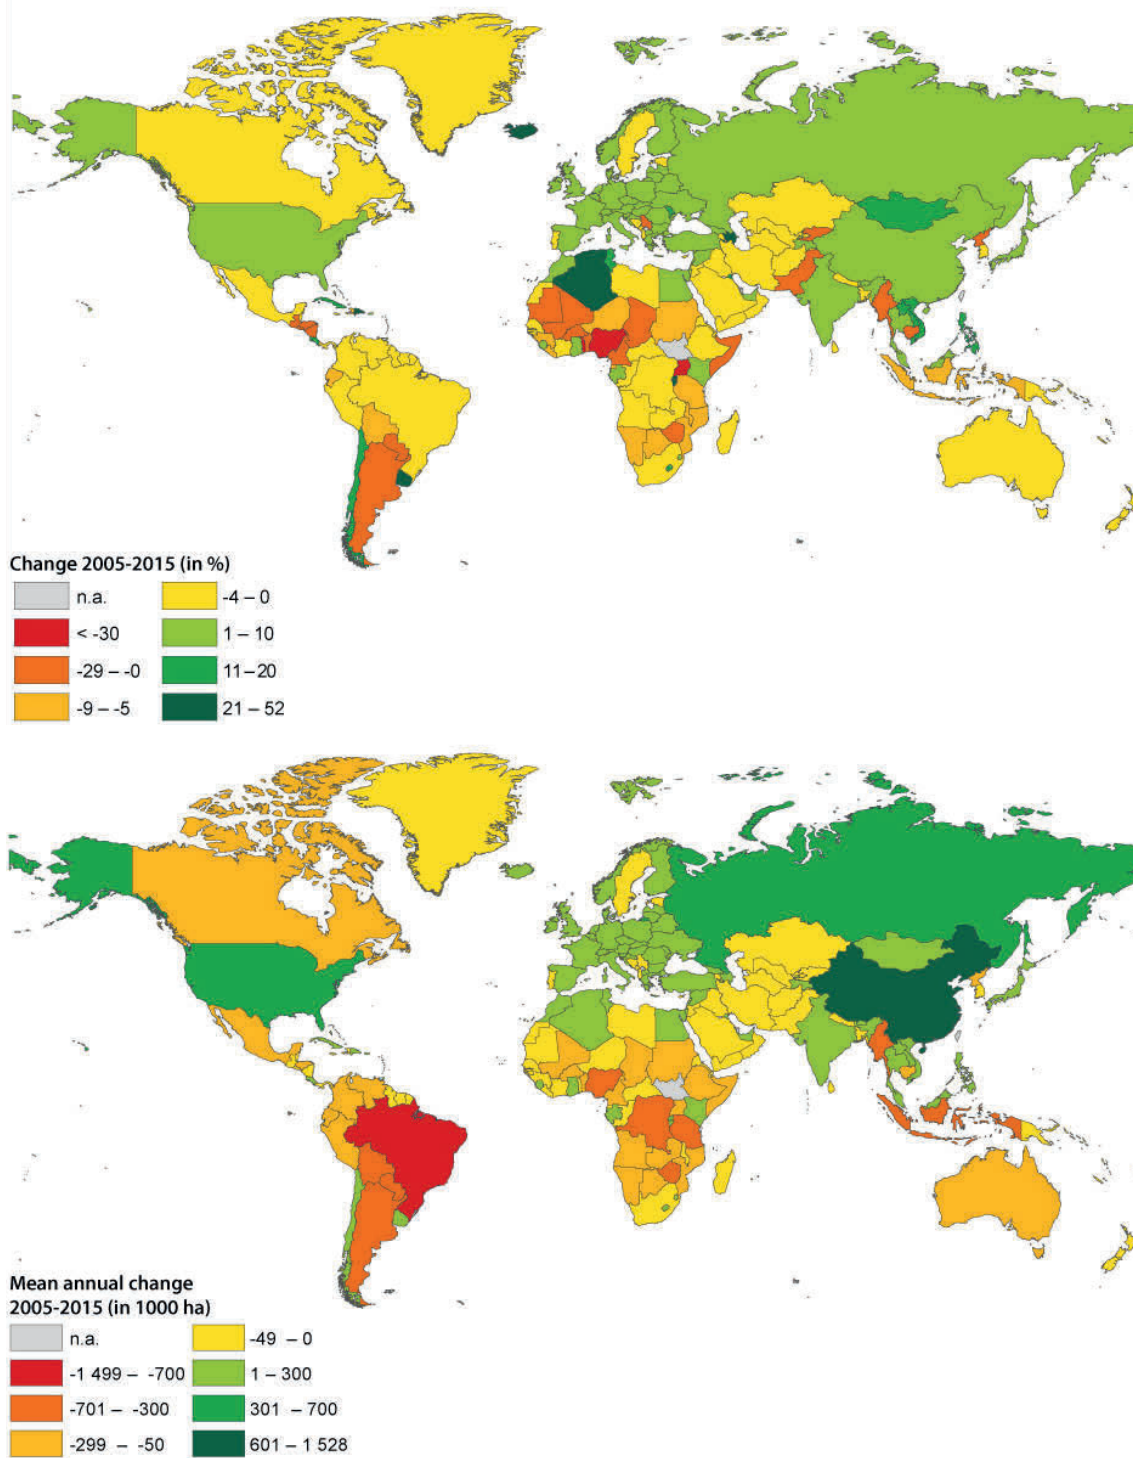 Change 2005-2015 (in %)
n.a.
-4 – 0
< -30
1 – 10
-29 – -0
11 – 20
-9 – -5
21 – 52
Mean annual change
2005-2015 (in 1000 ha)
n.a.
-49 – 0
-1 499 – -700
1 – 300
-701 – -300
301 – 700
-299 – -50
601 – 1 528